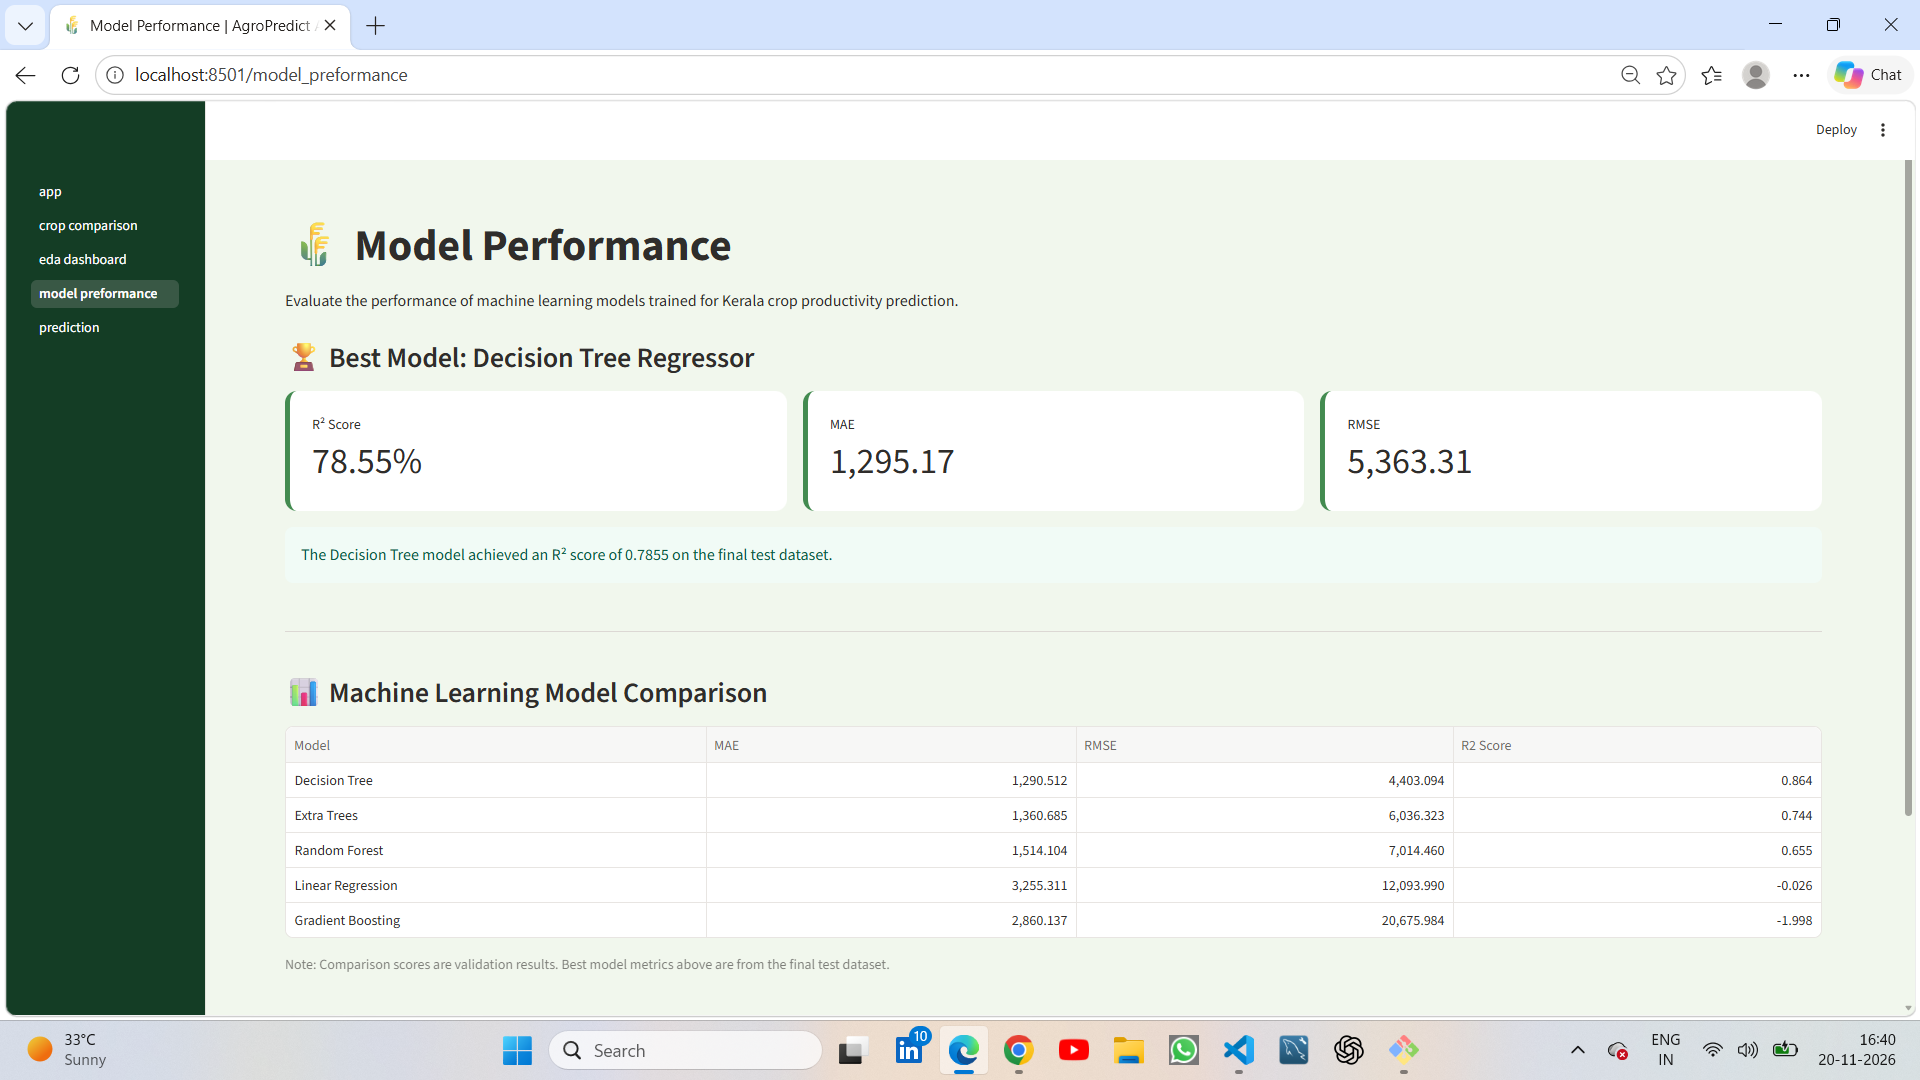 Model Performance | AgroPredict
localhost:8501/model_preformance
Chat
Deploy
app
crop comparison
eda dashboard
model preformance
prediction
Model Performance
Evaluate the performance of machine learning models trained for Kerala crop productivity prediction.
Best Model: Decision Tree Regressor
R² Score MAE RMSE
78.55% 1,295.17 5,363.31
The Decision Tree model achieved an R² score of 0.7855 on the final test dataset.
Machine Learning Model Comparison
Model MAE RMSE R2 Score
Decision Tree 1,290.512 4,403.094 0.864
Extra Trees 1,360.685 6,036.323 0.744
Random Forest 1,514.104 7,014.460 0.655
Linear Regression 3,255.311 12,093.990 -0.026
Gradient Boosting 2,860.137 20,675.984 -1.998
Note: Comparison scores are validation results. Best model metrics above are from the final test dataset.
33°C
Sunny
Search
10
ENG
IN
16:40
20-11-2026